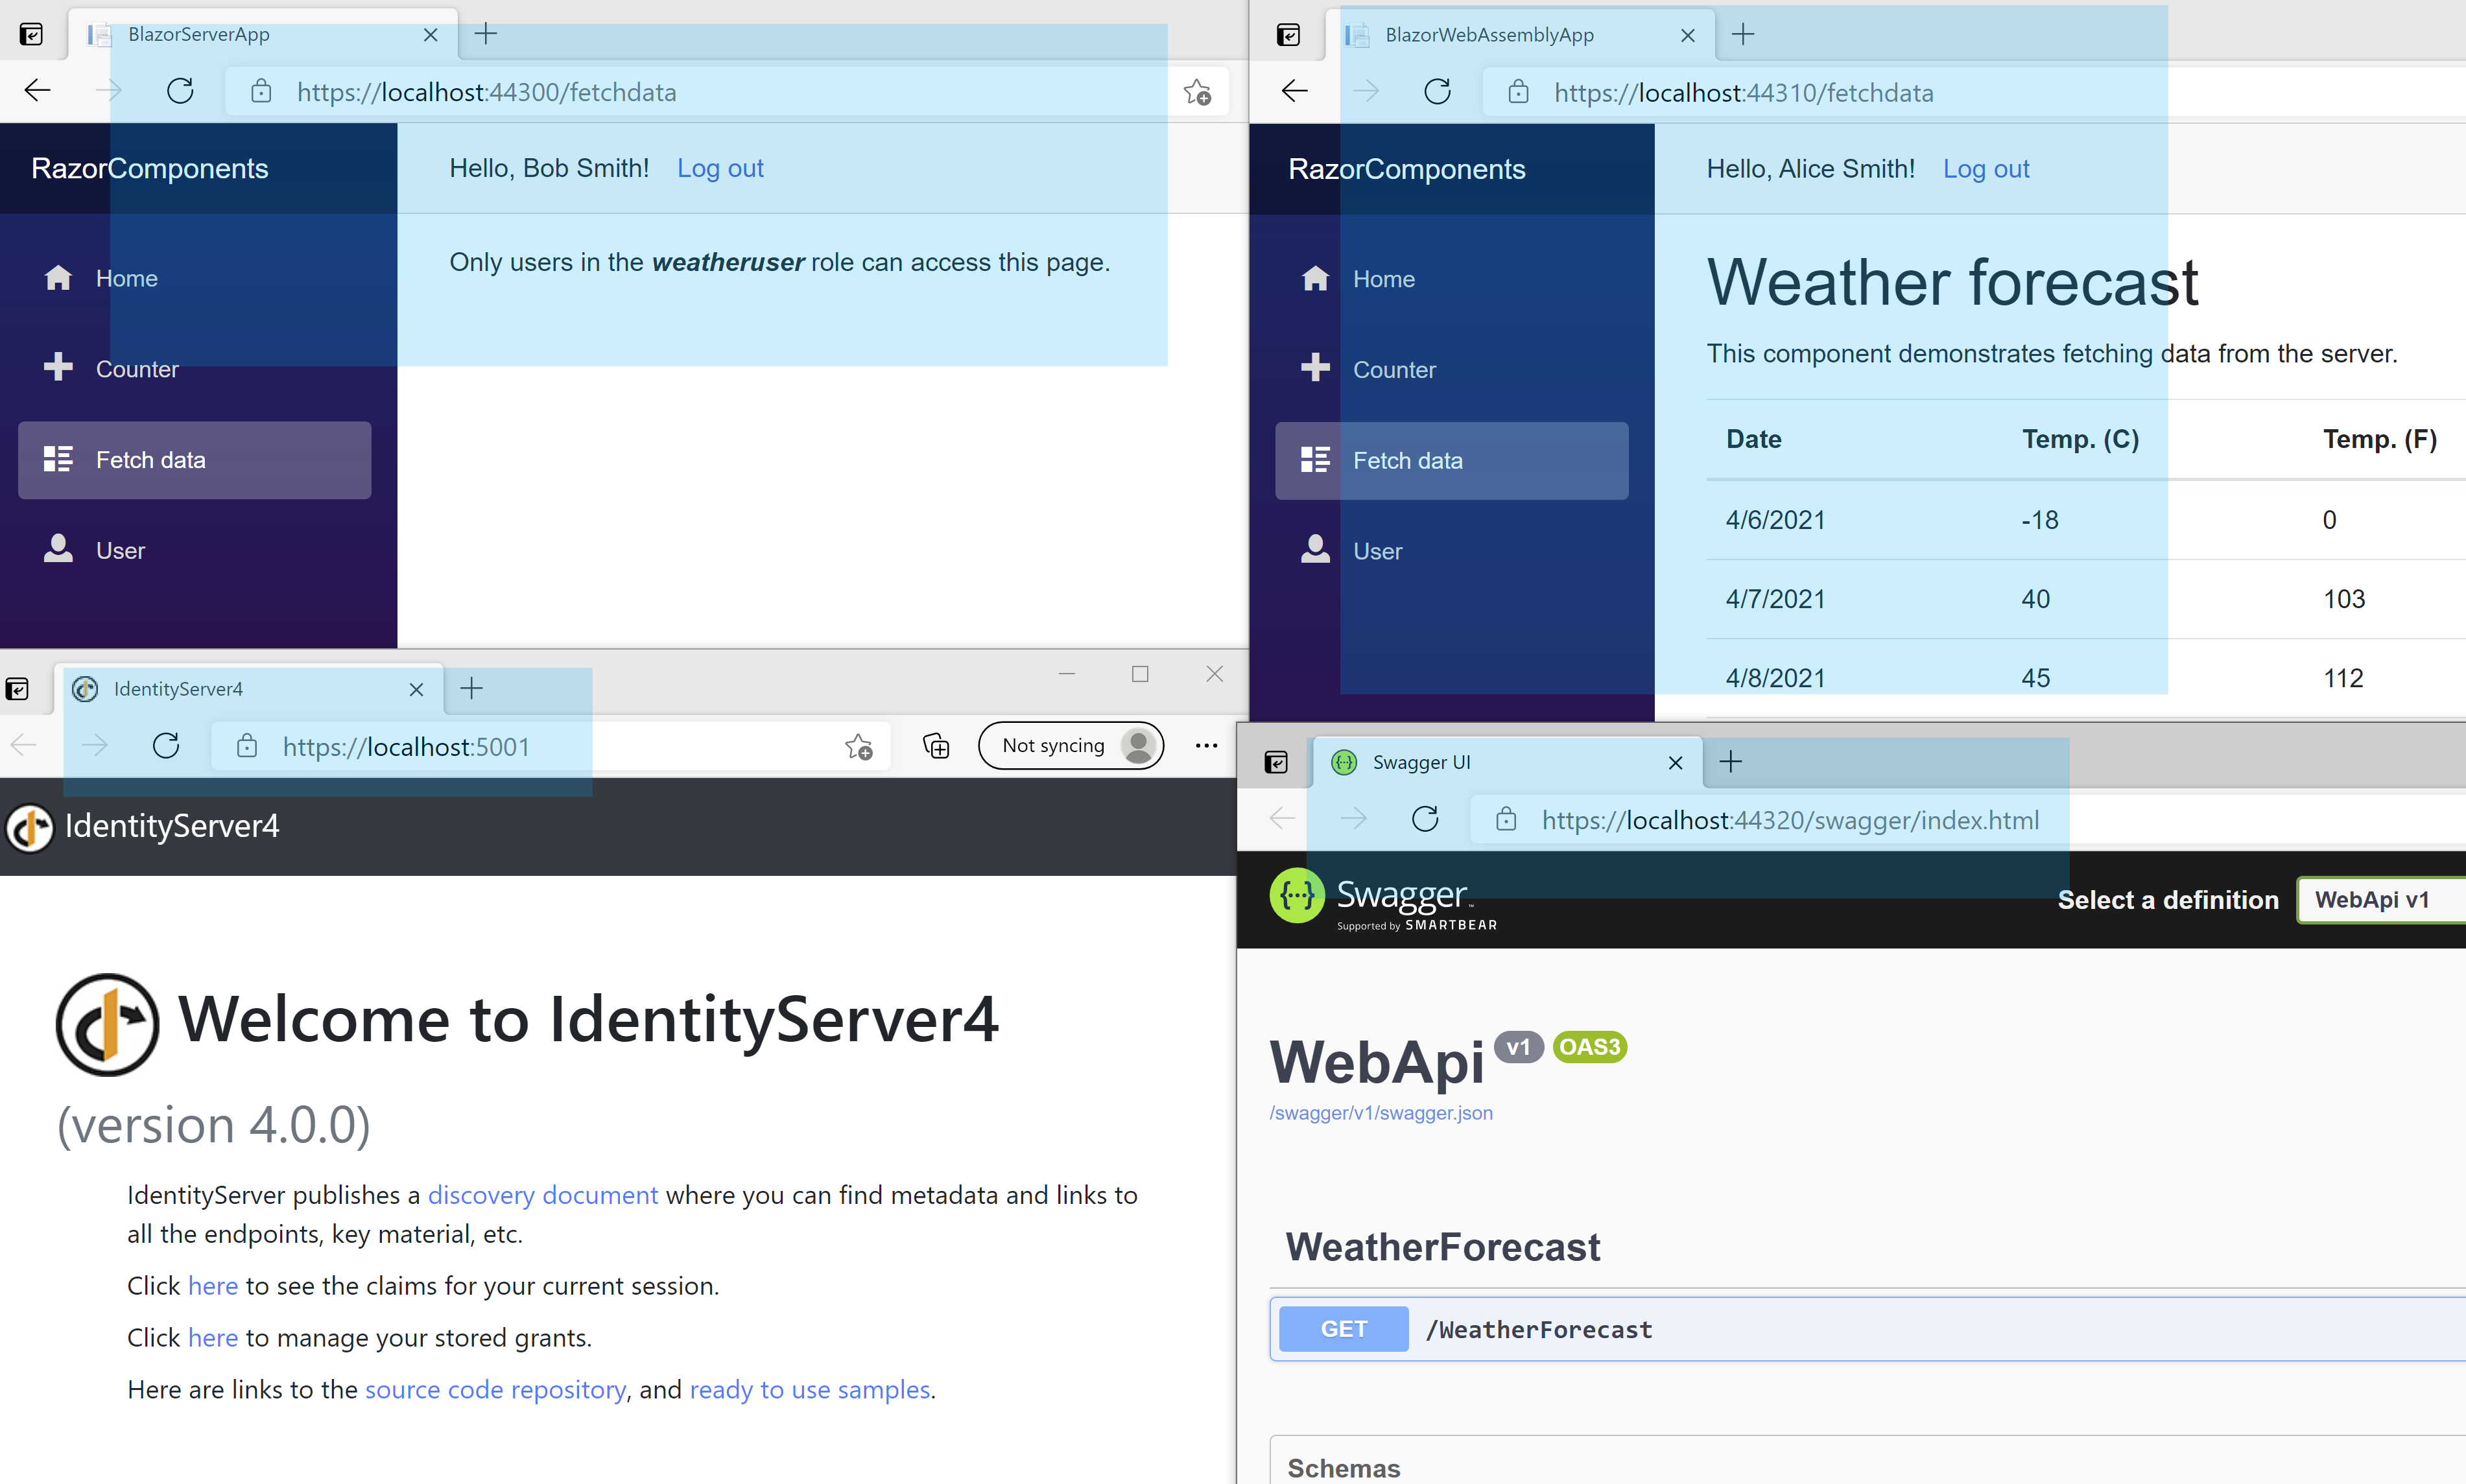 BlazorServerApp
https://localhost:44300/fetchdata
RazorComponents
Hello, Bob Smith! Log out
Home
Counter
Fetch data
User
Only users in the weatheruser role can access this page.
BlazorWebAssemblyApp
https://localhost:44310/fetchdata
RazorComponents
Hello, Alice Smith! Log out
Home
Counter
Fetch data
User
Weather forecast
This component demonstrates fetching data from the server.
Date Temp. (C) Temp. (F)
4/6/2021 -18 0
4/7/2021 40 103
4/8/2021 45 112
IdentityServer4
https://localhost:5001
Not syncing
IdentityServer4
Welcome to IdentityServer4
(version 4.0.0)
IdentityServer publishes a discovery document where you can find metadata and links to
all the endpoints, key material, etc.
Click here to see the claims for your current session.
Click here to manage your stored grants.
Here are links to the source code repository, and ready to use samples.
Swagger UI
https://localhost:44320/swagger/index.html
Swagger
Supported by SMARTBEAR
Select a definition WebApi v1
WebApi v1 OAS3
/swagger/v1/swagger.json
WeatherForecast
GET /WeatherForecast
Schemas